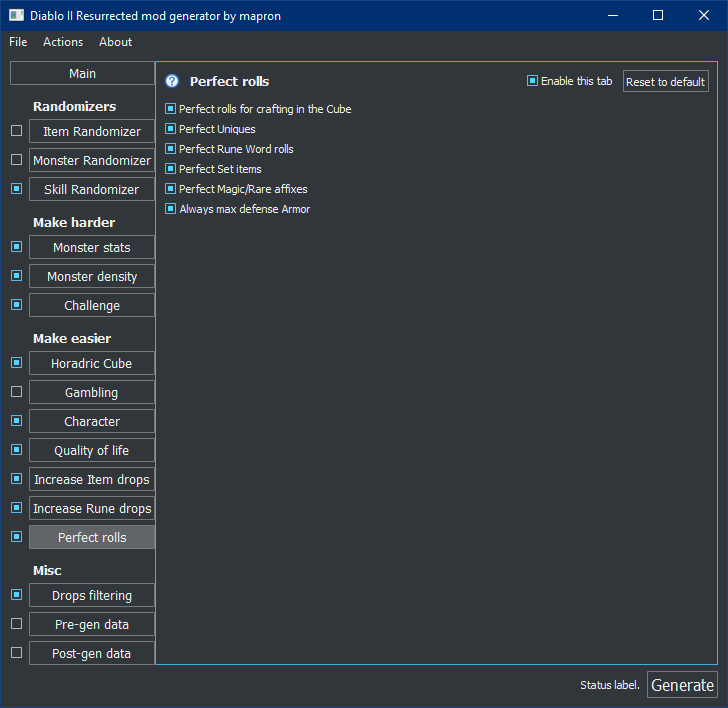 Diablo II Resurrected mod generator by mapron
File Actions About
Main
Randomizers
Item Randomizer
Monster Randomizer
Skill Randomizer
Make harder
Monster stats
Monster density
Challenge
Make easier
Horadric Cube
Gambling
Character
Quality of life
Increase Item drops
Increase Rune drops
Perfect rolls
Misc
Drops filtering
Pre-gen data
Post-gen data
? Perfect rolls Enable this tab Reset to default
Perfect rolls for crafting in the Cube
Perfect Uniques
Perfect Rune Word rolls
Perfect Set items
Perfect Magic/Rare affixes
Always max defense Armor
Status label. Generate